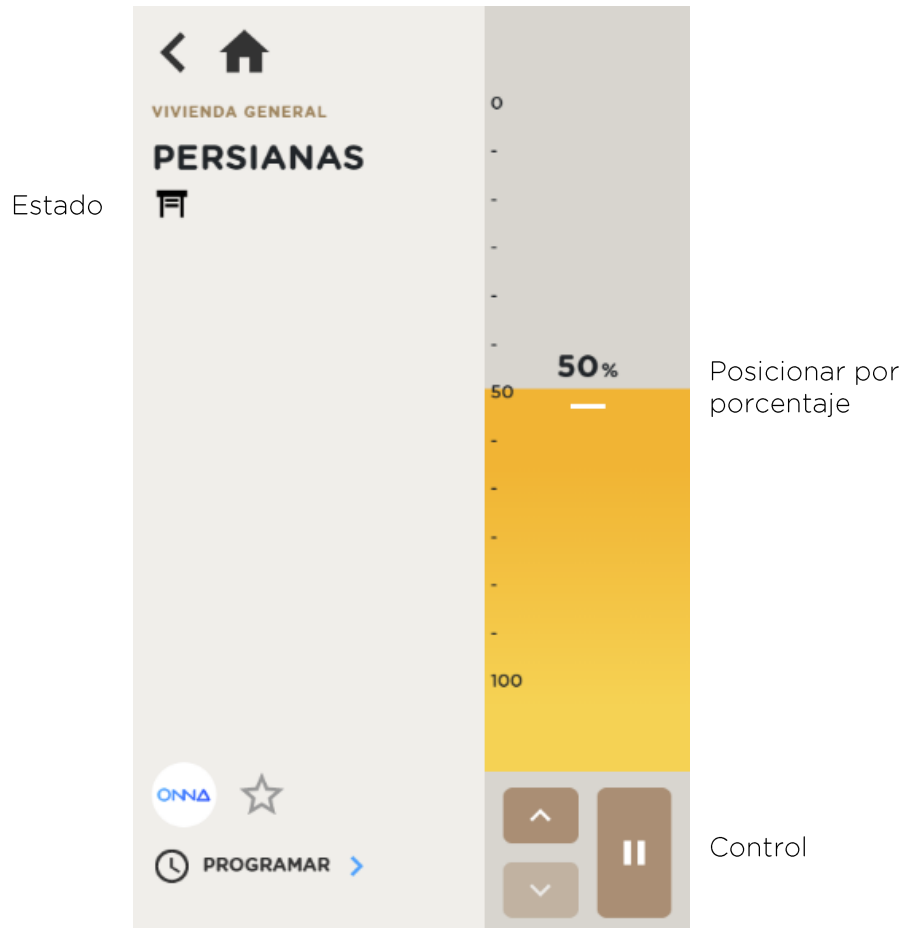 VIVIENDA GENERAL
PERSIANAS
Estado
0
-
-
-
-
-
50%
50
-
-
-
-
-
100
Posicionar por
porcentaje
ONNA
PROGRAMAR
Control